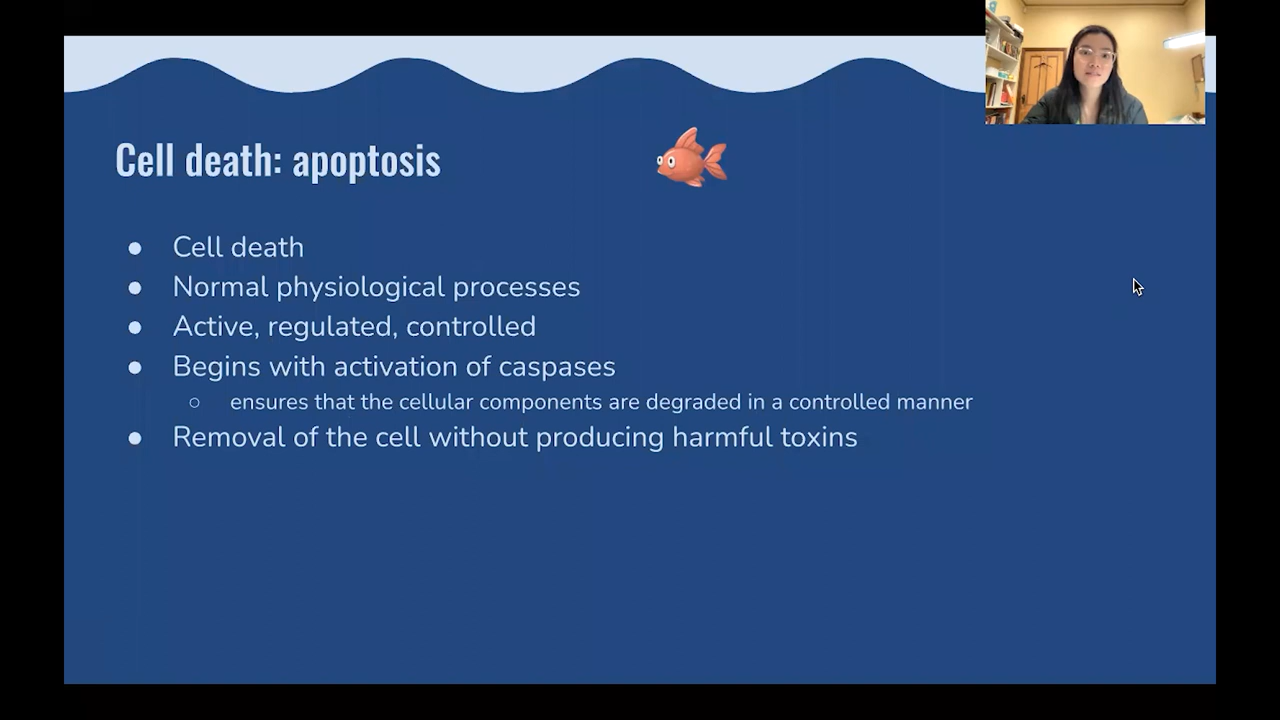 Cell death: apoptosis
● Cell death
● Normal physiological processes
● Active, regulated, controlled
● Begins with activation of caspases
○ ensures that the cellular components are degraded in a controlled manner
● Removal of the cell without producing harmful toxins